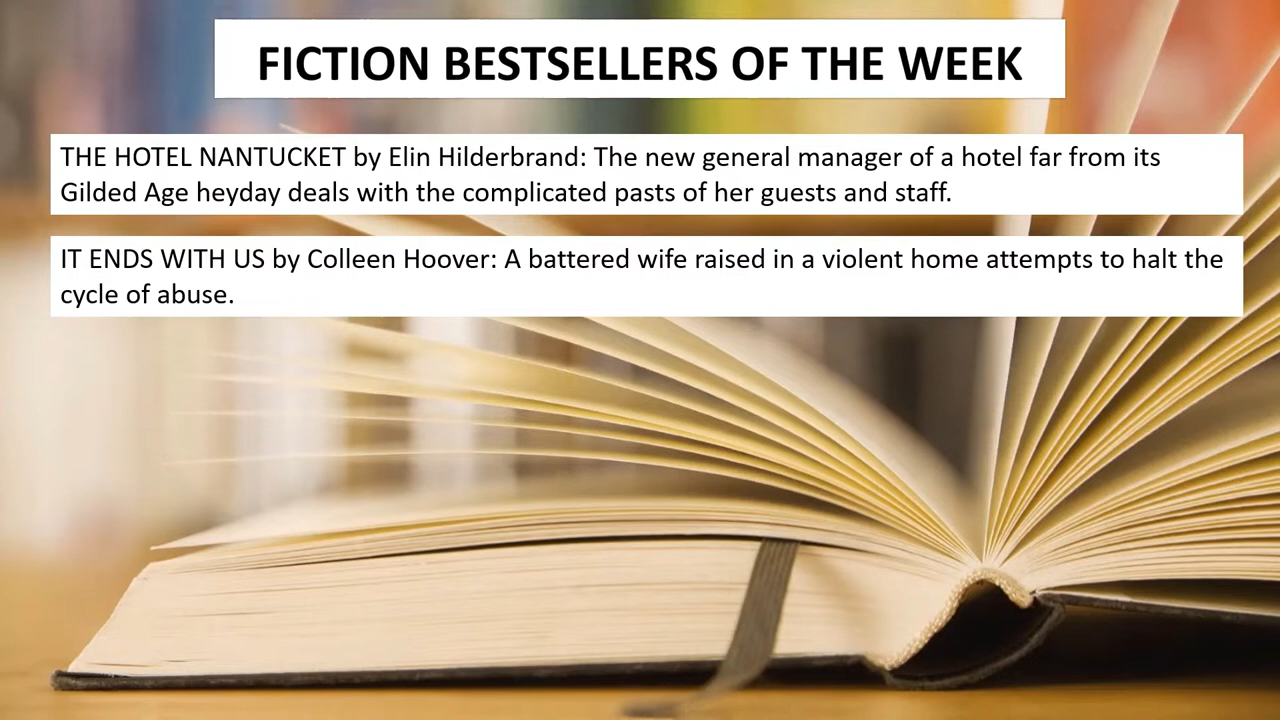 FICTION BESTSELLERS OF THE WEEK
THE HOTEL NANTUCKET by Elin Hilderbrand: The new general manager of a hotel far from its
Gilded Age heyday deals with the complicated pasts of her guests and staff.
IT ENDS WITH US by Colleen Hoover: A battered wife raised in a violent home attempts to halt the
cycle of abuse.